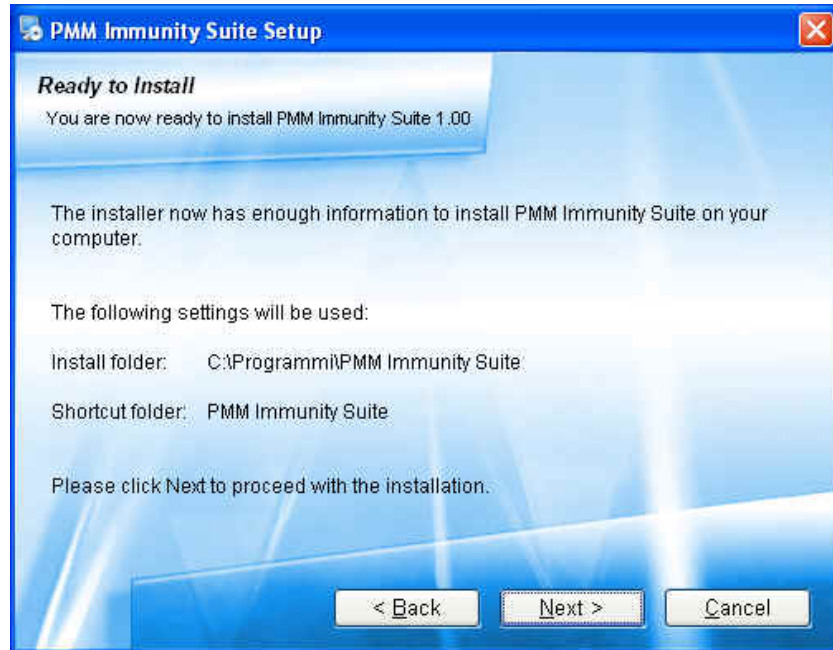 PMM Immunity Suite Setup
Ready to Install
You are now ready to install PMM Immunity Suite 1.00
The installer now has enough information to install PMM Immunity Suite on your
computer.
The following settings will be used:
Install folder: C:\Programmi\PMM Immunity Suite
Shortcut folder: PMM Immunity Suite
Please click Next to proceed with the installation.
< Back Next > Cancel